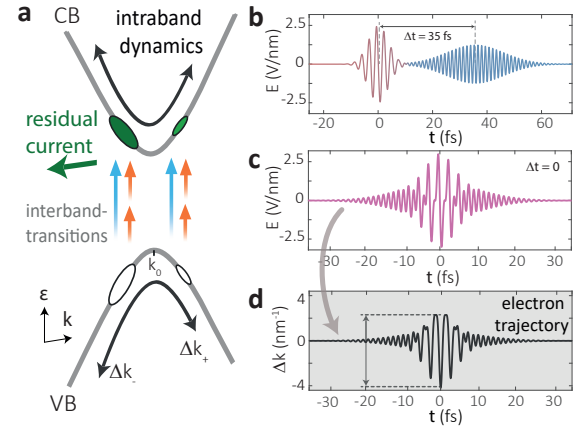 a
CB
intraband
dynamics
residual
current
interband-
transitions
k₀
ε
k
Δk₋
Δk₊
VB
b
E (V/nm)
2.5
0
-2.5
Δt = 35 fs
-20
0
20
40
60
t (fs)
c
E (V/nm)
2.5
0
-2.5
Δt = 0
-30
-20
-10
0
10
20
30
t (fs)
d
Δk (nm⁻¹)
4
0
-4
electron
trajectory
-30
-20
-10
0
10
20
30
t (fs)